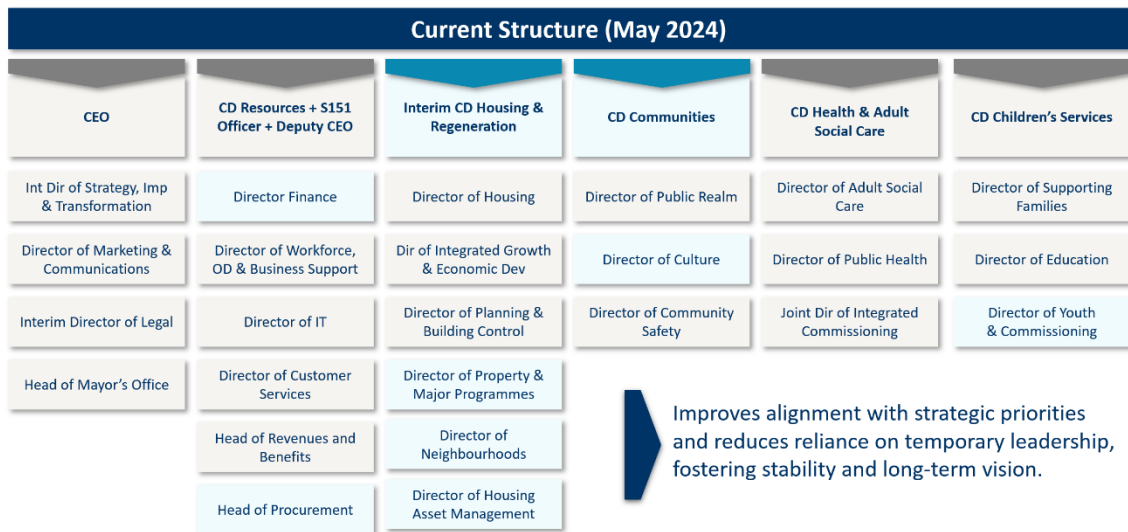 Current Structure (May 2024)
CEO
Int Dir of Strategy, Imp
& Transformation
Director of Marketing &
Communications
Interim Director of Legal
Head of Mayor's Office
CD Resources + S151
Officer + Deputy CEO
Director Finance
Director of Workforce,
OD & Business Support
Director of IT
Director of Customer
Services
Head of Revenues and
Benefits
Head of Procurement
Interim CD Housing &
Regeneration
Director of Housing
Dir of Integrated Growth
& Economic Dev
Director of Planning &
Building Control
Director of Property &
Major Programmes
Director of
Neighbourhoods
Director of Housing
Asset Management
CD Communities
Director of Public Realm
Director of Culture
Director of Community
Safety
CD Health & Adult
Social Care
Director of Adult Social
Care
Director of Public Health
Joint Dir of Integrated
Commissioning
CD Children's Services
Director of Supporting
Families
Director of Education
Director of Youth
& Commissioning
Improves alignment with strategic priorities
and reduces reliance on temporary leadership,
fostering stability and long-term vision.